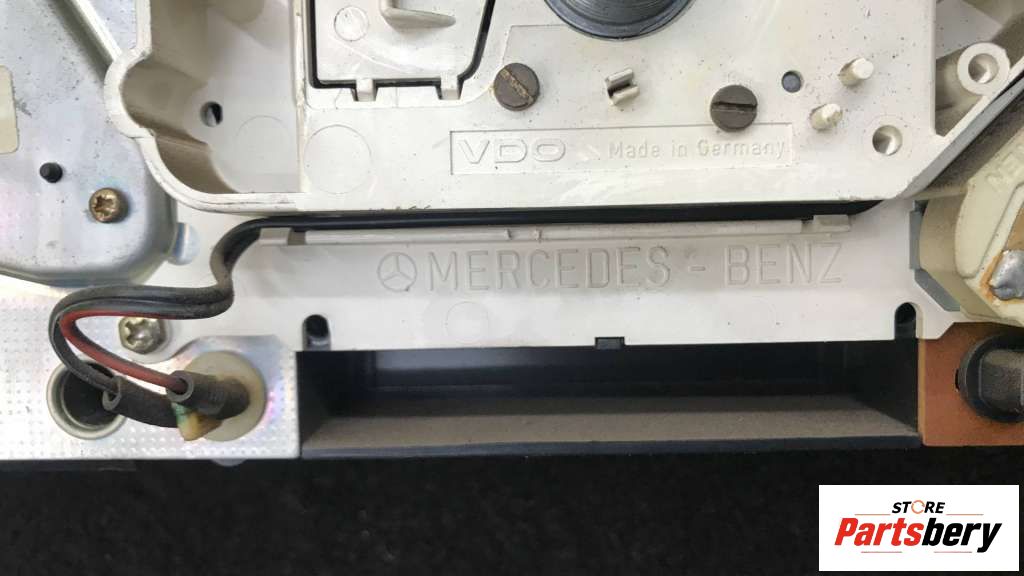 VDO Made in Germany
MERCEDES - BENZ
STORE
Partsbery